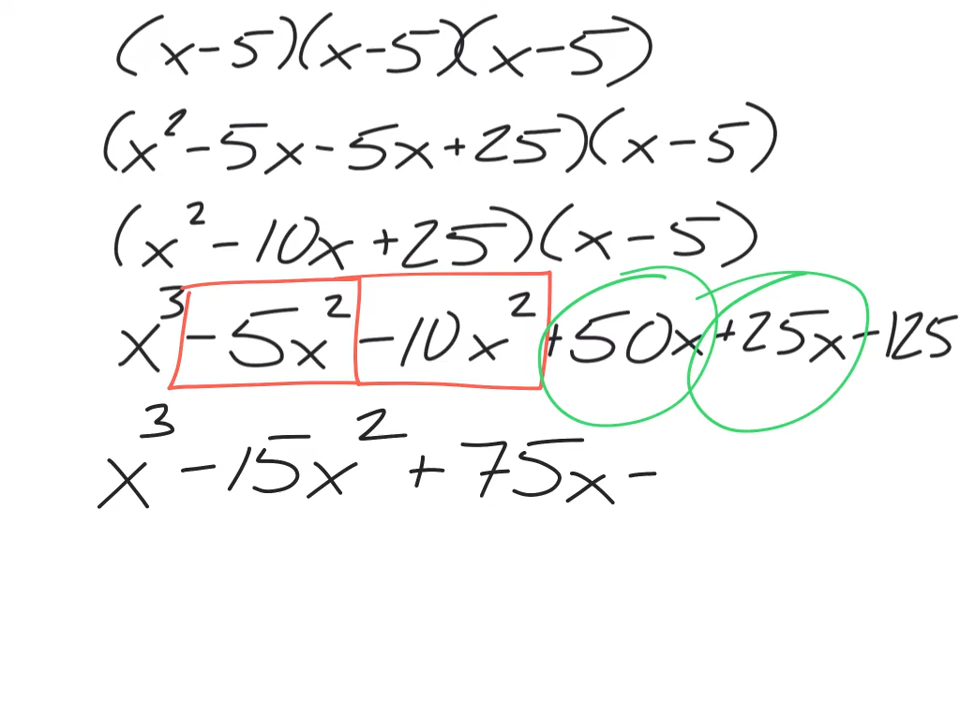 (x-5)(x-5)(x-5)
(x²-5x-5x+25)(x-5)
(x²-10x+25)(x-5)
x³-5x²-10x²+50x+25x-125
x³-15x²+75x-